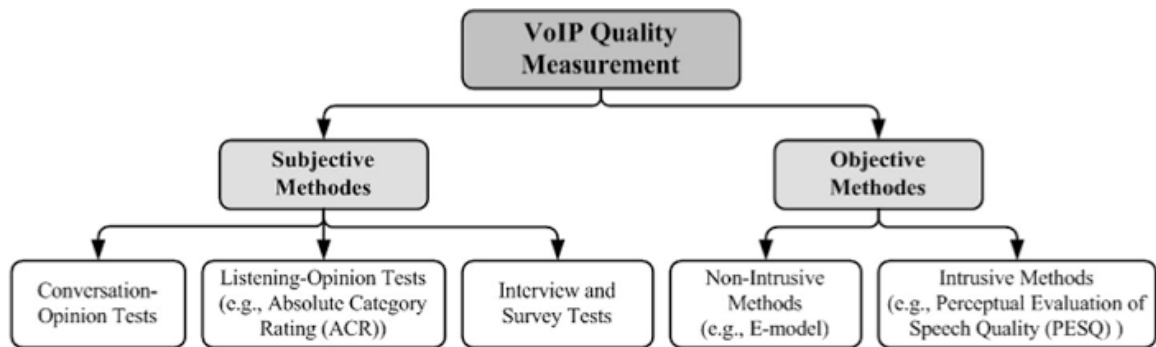 VoIP Quality
Measurement
Subjective
Methodes
Objective
Methodes
Conversation-
Opinion Tests
Listening-Opinion Tests
(e.g., Absolute Category
Rating (ACR))
Interview and
Survey Tests
Non-Intrusive
Methods
(e.g., E-model)
Intrusive Methods
(e.g., Perceptual Evaluation of
Speech Quality (PESQ) )